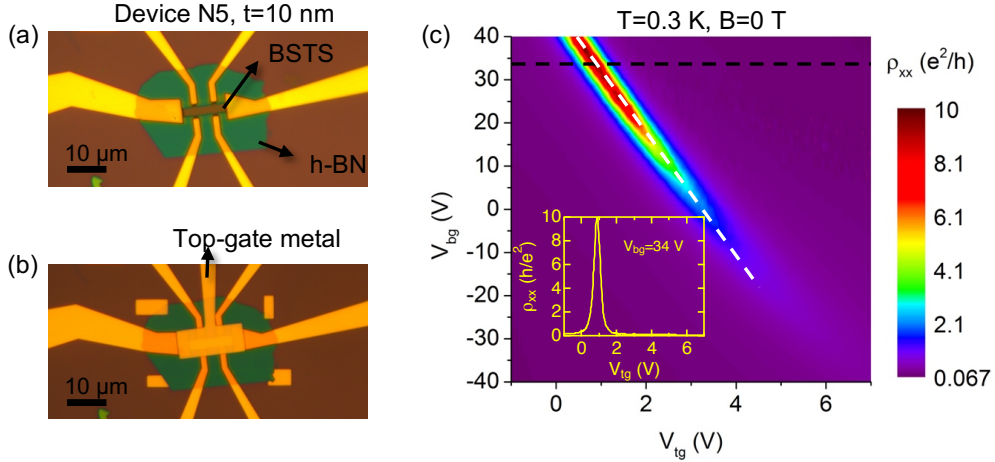 Device N5, t=10 nm
(a)
BSTS
h-BN
10 µm
Top-gate metal
(b)
10 µm
(c)
T=0.3 K, B=0 T
40
30
20
10
0
-10
-20
-30
-40
V_bg (V)
0
2
4
6
V_tg (V)
ρ_xx (e²/h)
10
8.1
6.1
4.1
2.1
0.067
V_bg=34 V
10
8
6
4
2
0
ρ_xx (h/e²)
0
2
4
6
V_tg (V)